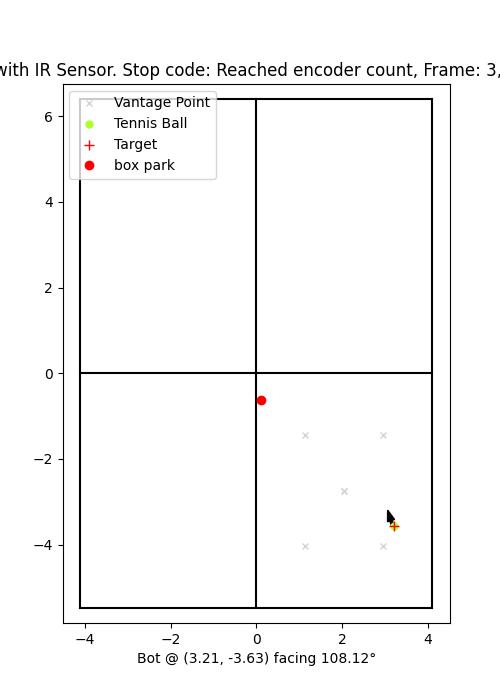 with IR Sensor. Stop code: Reached encoder count, Frame: 3,
Vantage Point
Tennis Ball
Target
box park
6
4
2
0
−2
−4
−4
−2
0
2
4
Bot @ (3.21, -3.63) facing 108.12°